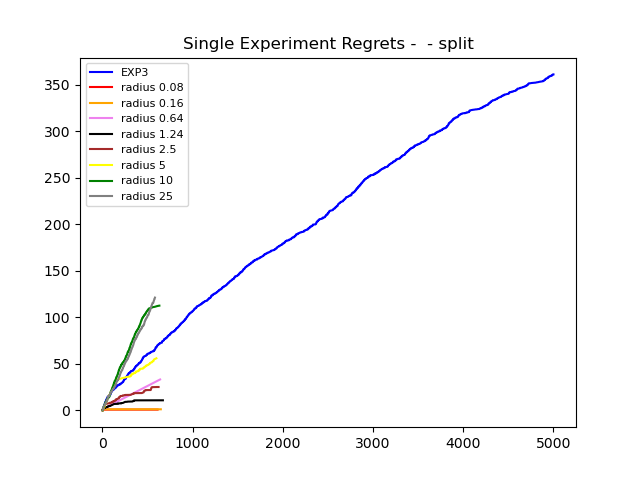 Single Experiment Regrets -  - split
EXP3
radius 0.08
radius 0.16
radius 0.64
radius 1.24
radius 2.5
radius 5
radius 10
radius 25
350
300
250
200
150
100
50
0
0 1000 2000 3000 4000 5000